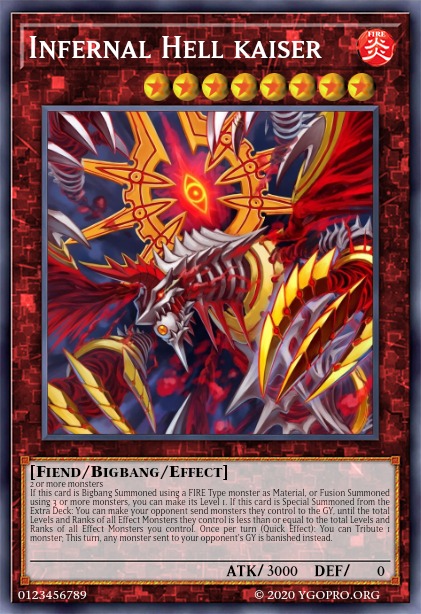 INFERNAL HELL KAISER
FIRE
炎
[FIEND/BIGBANG/EFFECT]
2 or more monsters
If this card is Bigbang Summoned using a FIRE Type monster as Material, or Fusion Summoned
using 3 or more monsters, you can make its Level 1. If this card is Special Summoned from the
Extra Deck: You can make your opponent send monsters they control to the GY, until the total
Levels and Ranks of all Effect Monsters they control is less than or equal to the total Levels and
Ranks of all Effect Monsters you control. Once per turn (Quick Effect): You can Tribute 1
monster; This turn, any monster sent to your opponent's GY is banished instead.
ATK/ 3000 DEF/ 0
0123456789 © 2020 YGOPRO.ORG